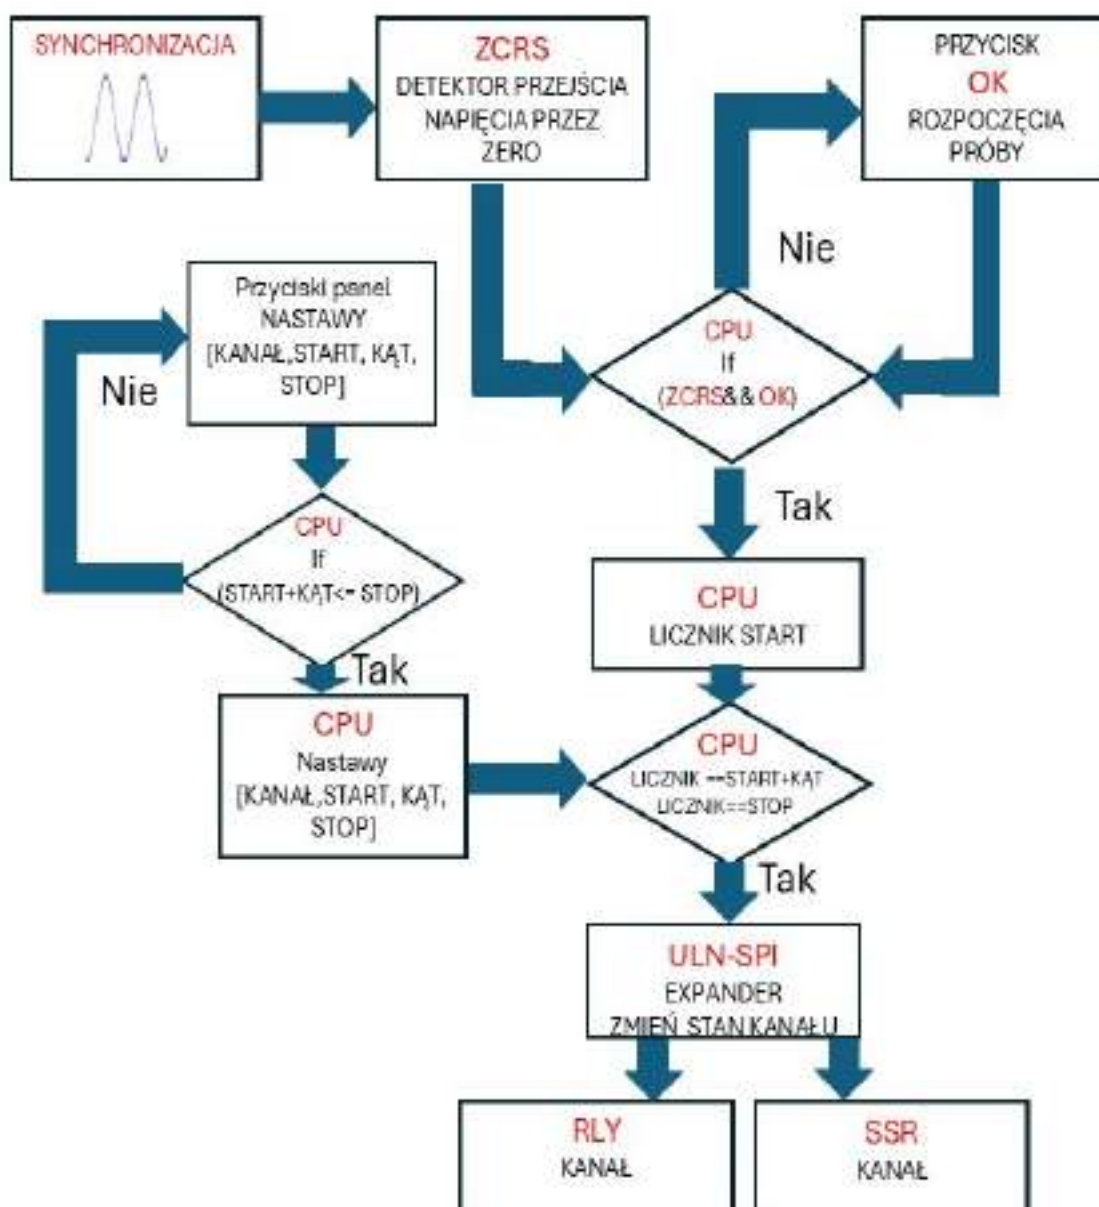 SYNCHRONIZACJA
ZCRS
DETEKTOR PRZEJŚCIA
NAPIĘCIA PRZEZ
ZERO
PRZYCISK
OK
ROZPOCZĘCIA
PRÓBY
Nie
Przyciski panel
NASTAWY
[KANAŁ,START, KĄT,
STOP]
Nie
CPU
If
(ZCRS&& OK)
Tak
CPU
If
(START+KĄT<= STOP)
Tak
CPU
LICZNIK START
CPU
Nastawy
[KANAŁ,START, KĄT,
STOP]
CPU
LICZNIK ==START+KĄT
LICZNIK==STOP
Tak
ULN-SPI
EXPANDER
ZMIEŃ STAN KANAŁU
RLY
KANAŁ
SSR
KANAŁ